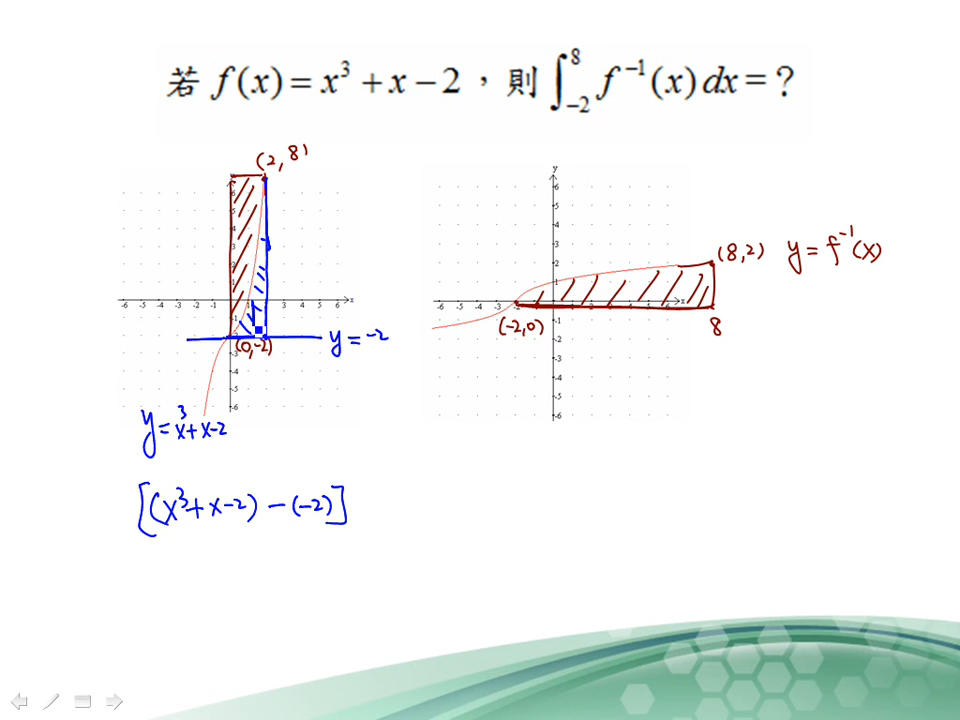 若 f(x) = x³ + x − 2，則 ∫₋₂⁸ f⁻¹(x) dx = ?
(2, 8)
y = −2
(0, −2)
y = x³ + x − 2
[(x³ + x − 2) − (−2)]
(8, 2)
y = f⁻¹(x)
(−2, 0)
8